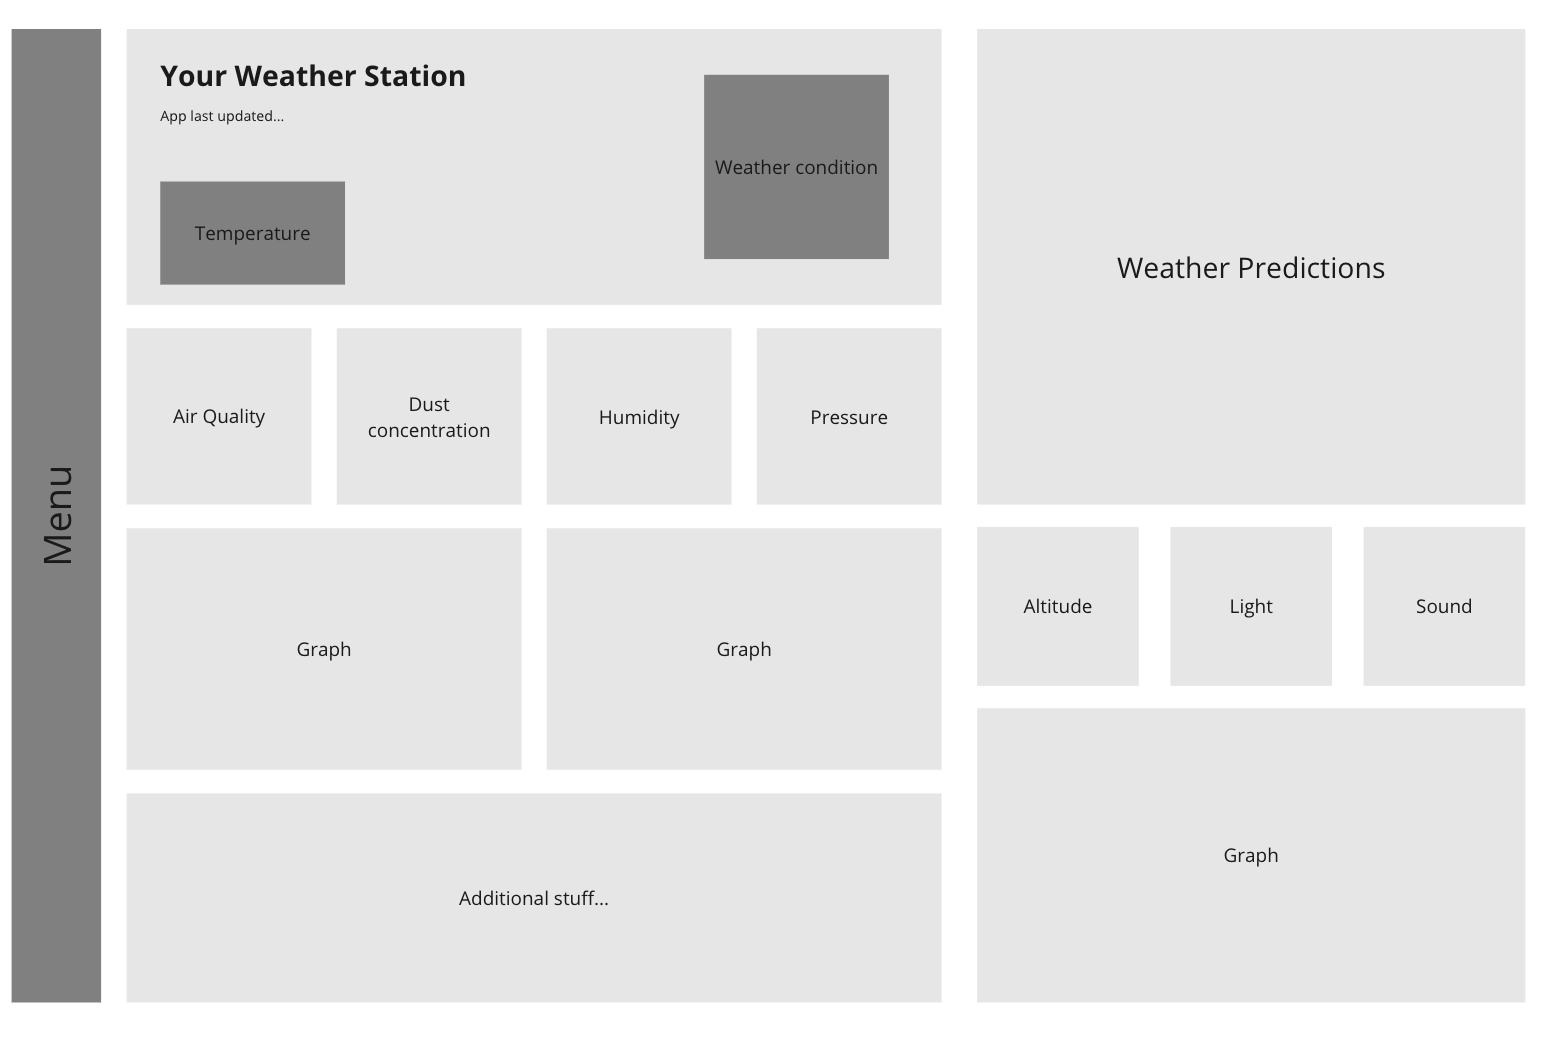 Menu
Your Weather Station
App last updated...
Temperature
Weather condition
Air Quality
Dust
concentration
Humidity
Pressure
Graph
Graph
Additional stuff...
Weather Predictions
Altitude
Light
Sound
Graph